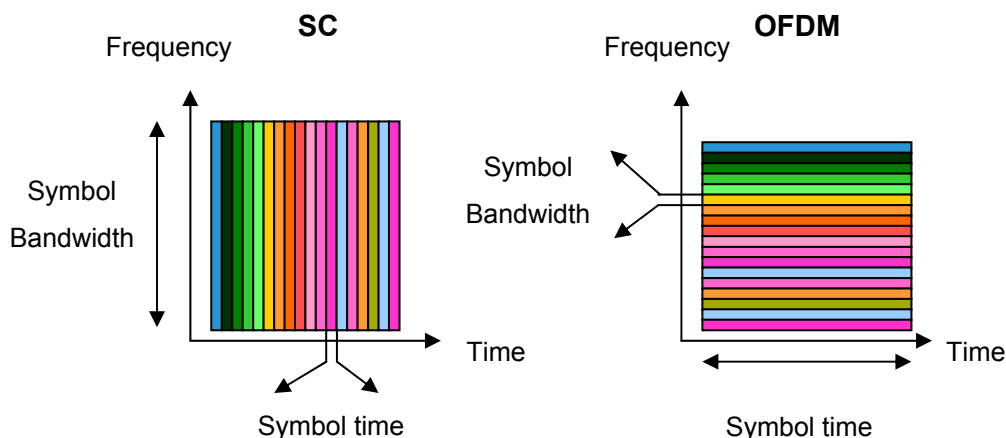 SC
Frequency
Symbol
Bandwidth
Time
Symbol time
OFDM
Frequency
Symbol
Bandwidth
Time
Symbol time